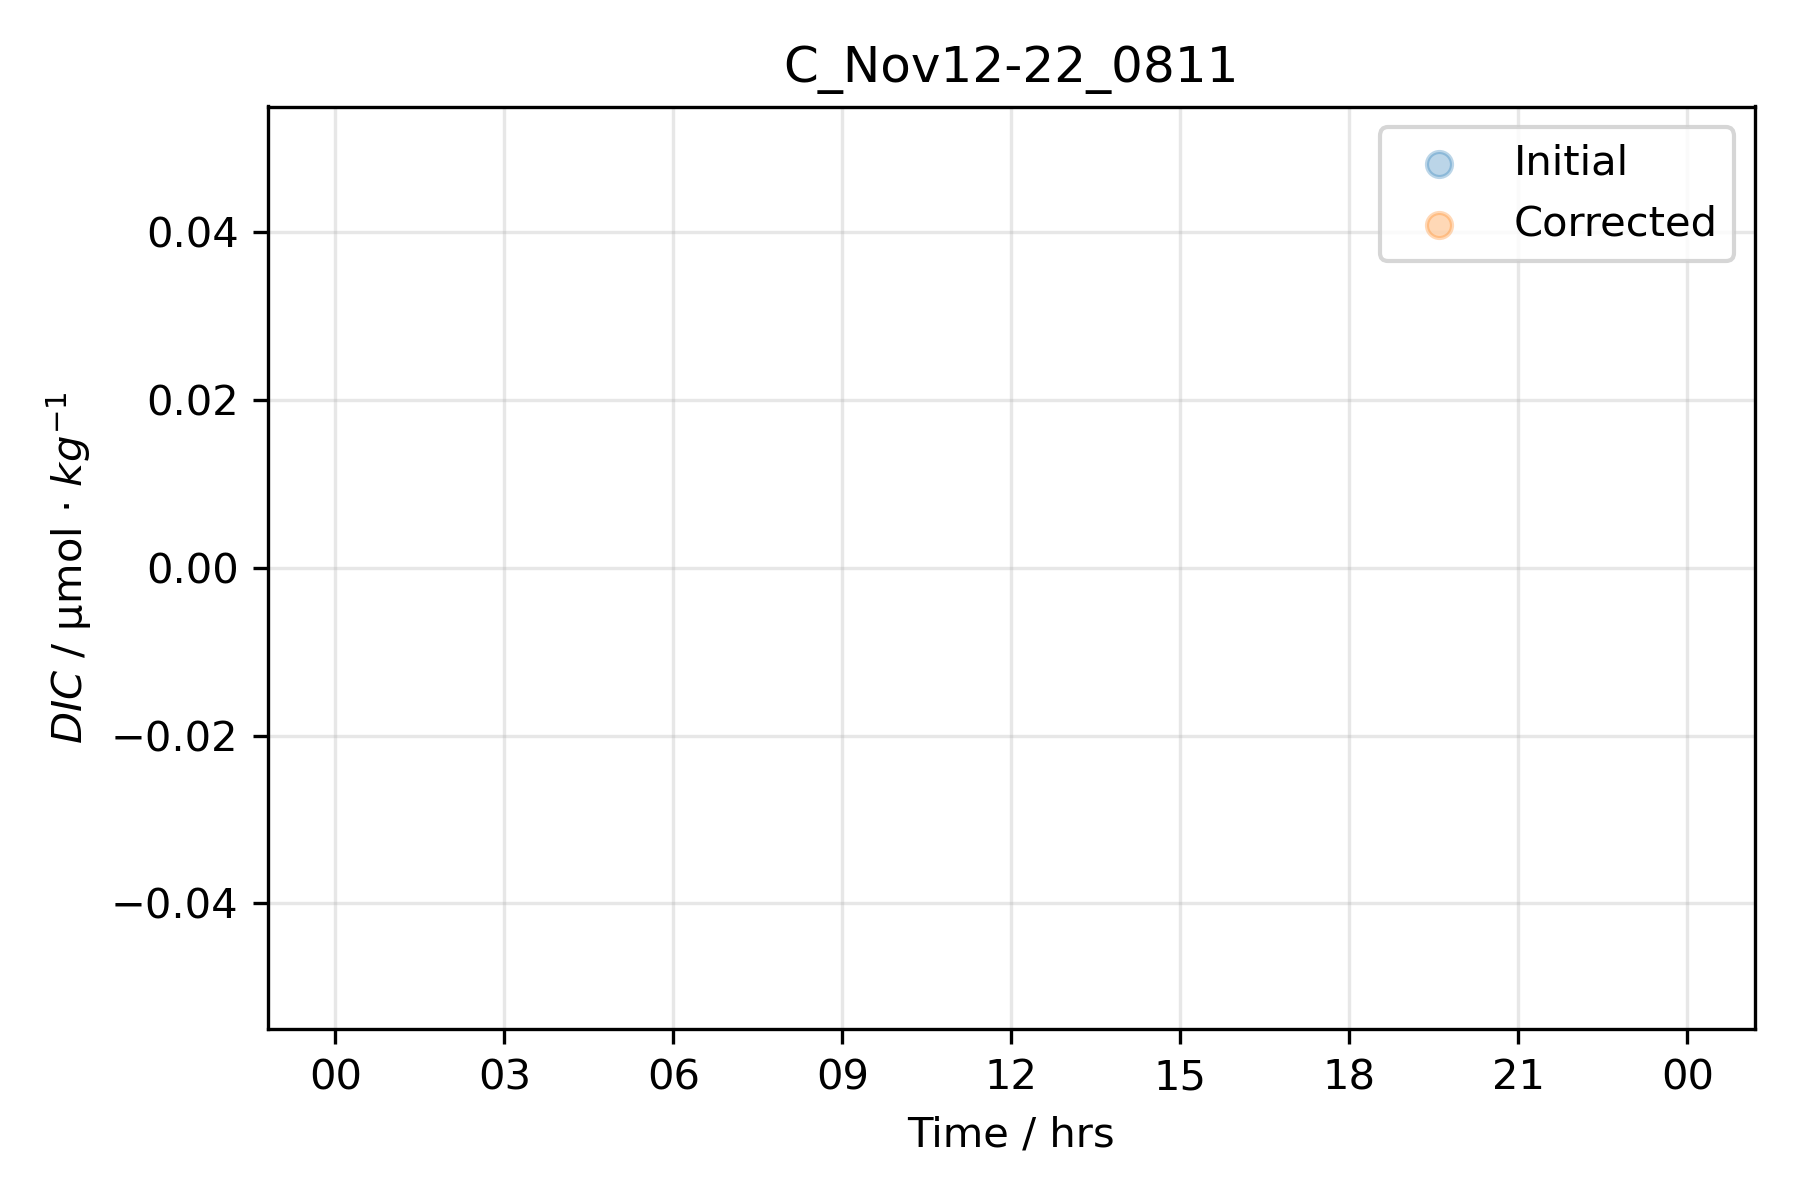 C_Nov12-22_0811
Initial
Corrected
0.04
0.02
0.00
−0.02
−0.04
DIC / μmol · kg⁻¹
00 03 06 09 12 15 18 21 00
Time / hrs